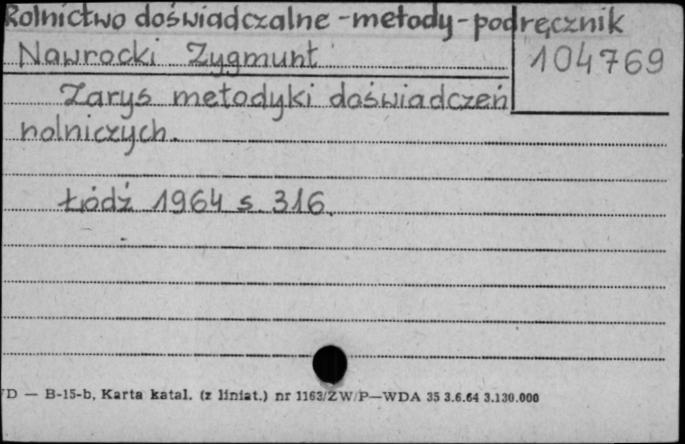 Rolnictwo doświadczalne - metody - podręcznik
Nawrocki Zygmunt
104769
Zarys metodyki doświadczeń
rolniczych.
Łódź 1964 s. 316.
D — B-15-b, Karta katal. (z liniat.) nr 1163/ZW/P—WDA 35 3.6.64 3.130.000